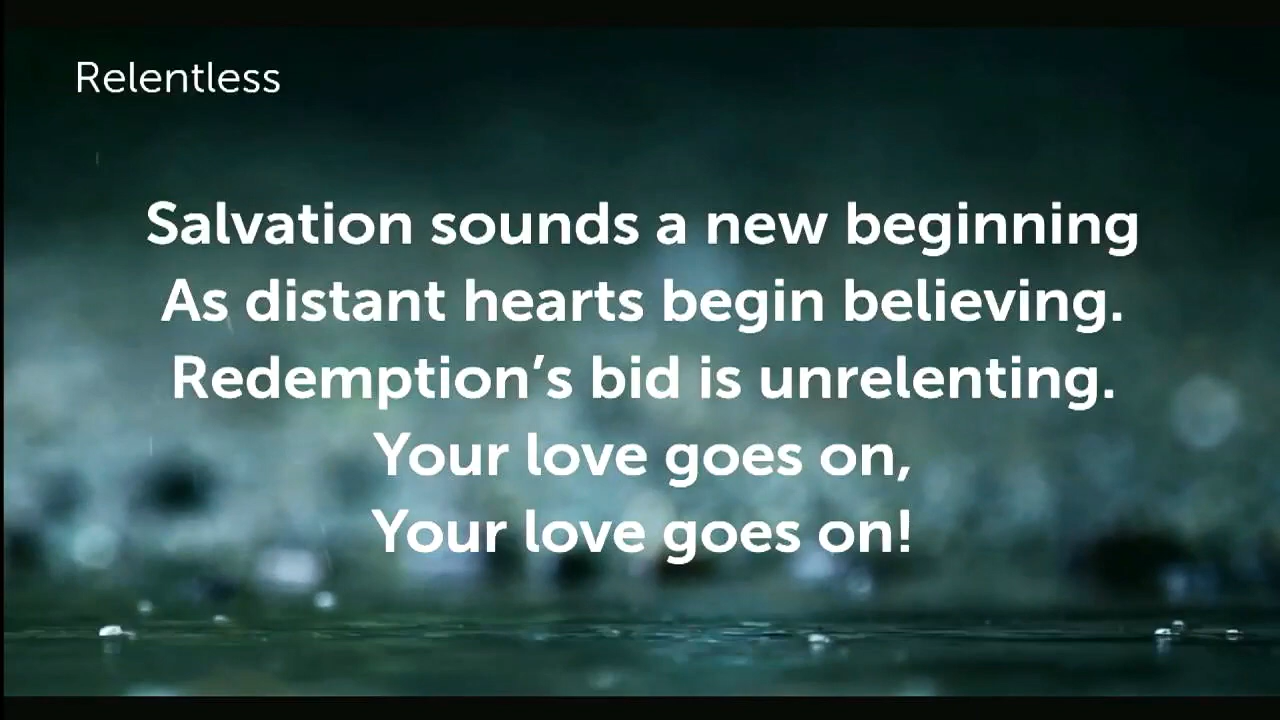 Relentless
Salvation sounds a new beginning
As distant hearts begin believing.
Redemption’s bid is unrelenting.
Your love goes on,
Your love goes on!